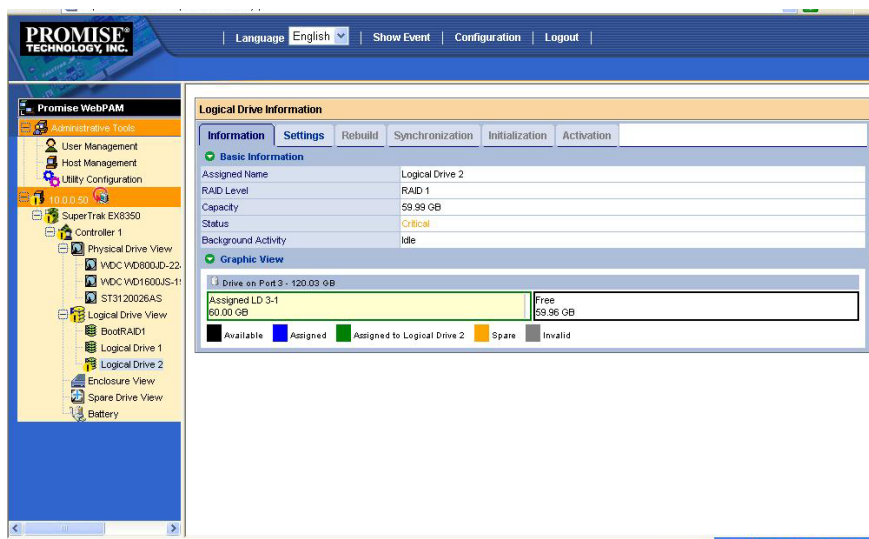 PROMISE®
TECHNOLOGY, INC.
| Language English | Show Event | Configuration | Logout |
Promise WebPAM
Administrative Tools
User Management
Host Management
Utility Configuration
10.0.0.50
SuperTrak EX8350
Controller 1
Physical Drive View
WDC WD800JD-22
WDC WD1600JS-
ST3120026AS
Logical Drive View
BootRAID1
Logical Drive 1
Logical Drive 2
Enclosure View
Spare Drive View
Battery
Logical Drive Information
Information Settings Rebuild Synchronization Initialization Activation
Basic Information
Assigned Name Logical Drive 2
RAID Level RAID 1
Capacity 59.99 GB
Status Critical
Background Activity Idle
Graphic View
Drive on Port 3 - 120.03 GB
Assigned LD 3-1 Free
60.00 GB 59.96 GB
Available Assigned Assigned to Logical Drive 2 Spare Invalid